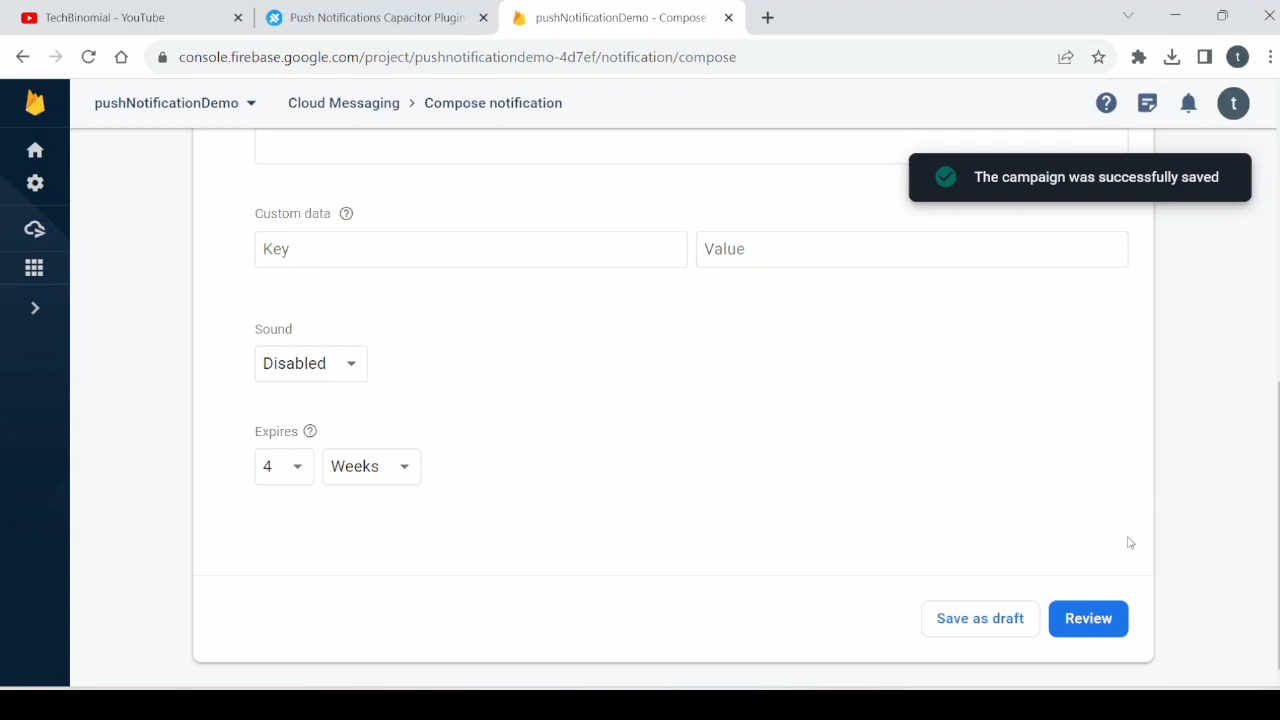 TechBinomial - YouTube
Push Notifications Capacitor Plugin
pushNotificationDemo - Compose
console.firebase.google.com/project/pushnotificationdemo-4d7ef/notification/compose
t
pushNotificationDemo
Cloud Messaging > Compose notification
t
The campaign was successfully saved
Custom data
Key
Value
Sound
Disabled
Expires
4
Weeks
Save as draft
Review